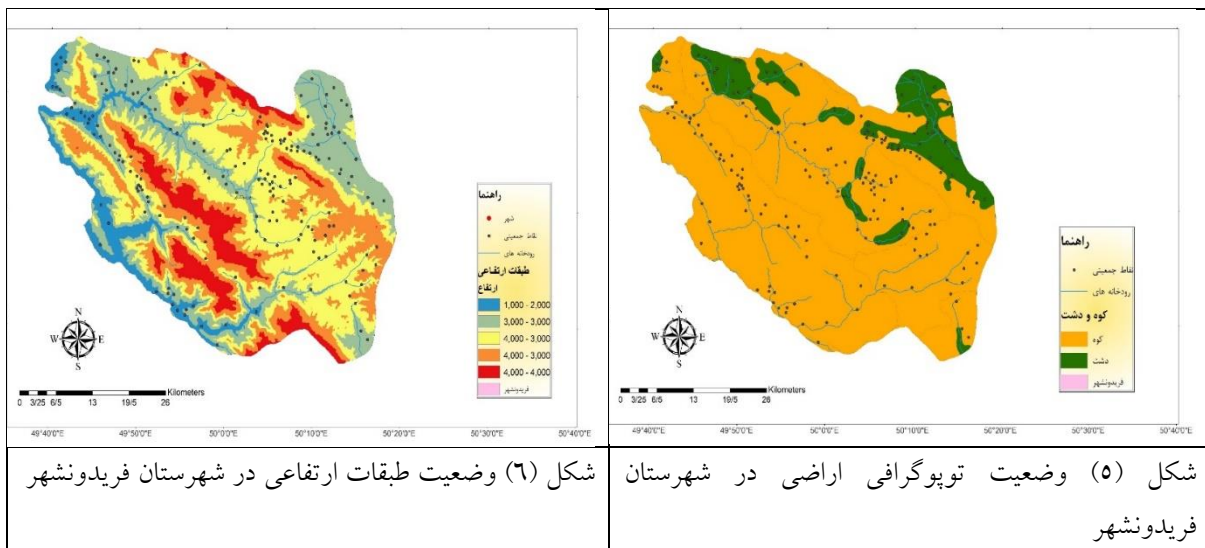 راهنما
شهر
نقاط جمعیتی
رودخانه های
طبقات ارتفاعی
ارتفاع
1,000 - 2,000
3,000 - 3,000
4,000 - 3,000
4,000 - 3,000
4,000 - 4,000
فریدونشهر
N
W E
S
Kilometers
0 3/25 6/5 13 19/5 26
49°40'0"E 49°50'0"E 50°0'0"E 50°10'0"E 50°20'0"E 50°30'0"E 50°40'0"E
راهنما
نقاط جمعیتی
رودخانه های
کوه و دشت
کوه
دشت
فریدونشهر
N
W E
S
Kilometers
0 3/25 6/5 13 19/5 26
49°40'0"E 49°50'0"E 50°0'0"E 50°10'0"E 50°20'0"E 50°30'0"E 50°40'0"E
شکل (٥) وضعیت توپوگرافی اراضی در شهرستان
فریدونشهر
شکل (٦) وضعیت طبقات ارتفاعی در شهرستان فریدونشهر